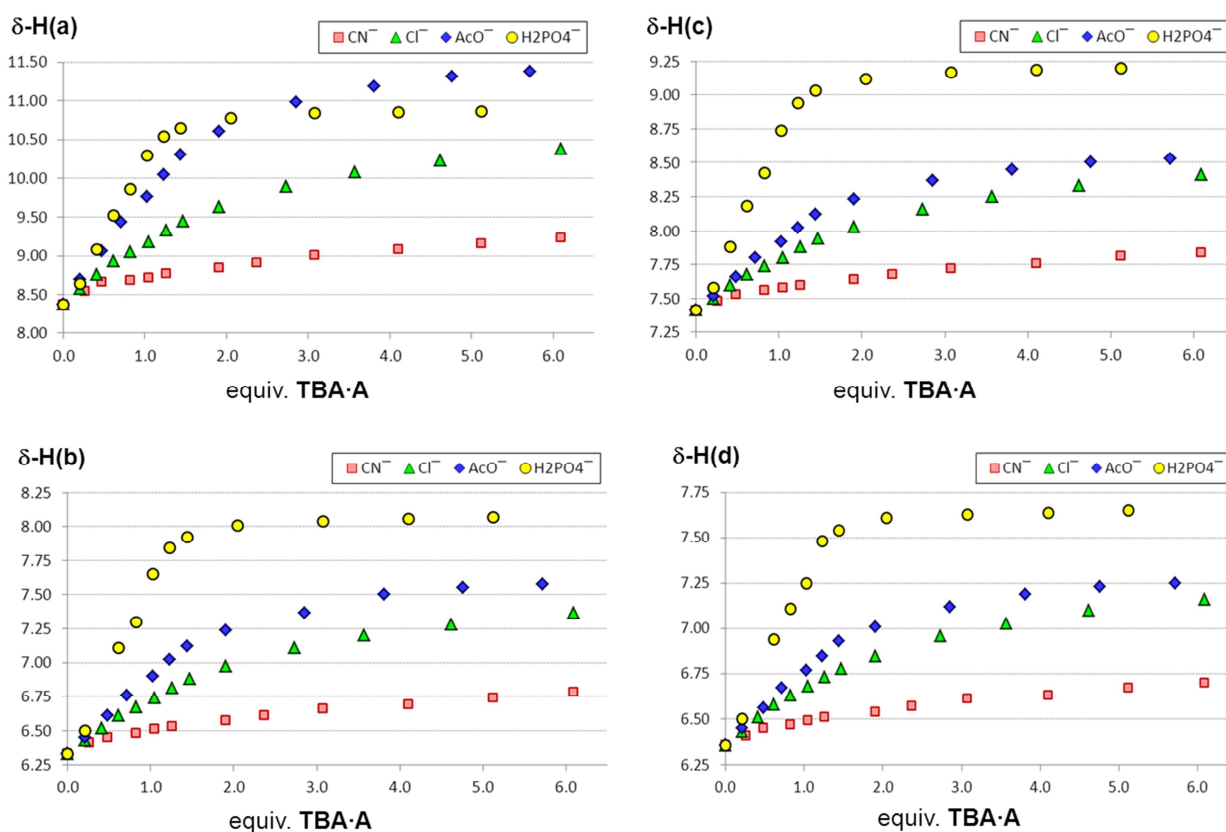 δ-H(a)
CN⁻ Cl⁻ AcO⁻ H2PO4⁻
11.50
11.00
10.50
10.00
9.50
9.00
8.50
8.00
0.0 1.0 2.0 3.0 4.0 5.0 6.0
equiv. TBA·A
δ-H(c)
CN⁻ Cl⁻ AcO⁻ H2PO4⁻
9.25
9.00
8.75
8.50
8.25
8.00
7.75
7.50
7.25
0.0 1.0 2.0 3.0 4.0 5.0 6.0
equiv. TBA·A
δ-H(b)
CN⁻ Cl⁻ AcO⁻ H2PO4⁻
8.25
8.00
7.75
7.50
7.25
7.00
6.75
6.50
6.25
0.0 1.0 2.0 3.0 4.0 5.0 6.0
equiv. TBA·A
δ-H(d)
CN⁻ Cl⁻ AcO⁻ H2PO4⁻
7.75
7.50
7.25
7.00
6.75
6.50
6.25
0.0 1.0 2.0 3.0 4.0 5.0 6.0
equiv. TBA·A